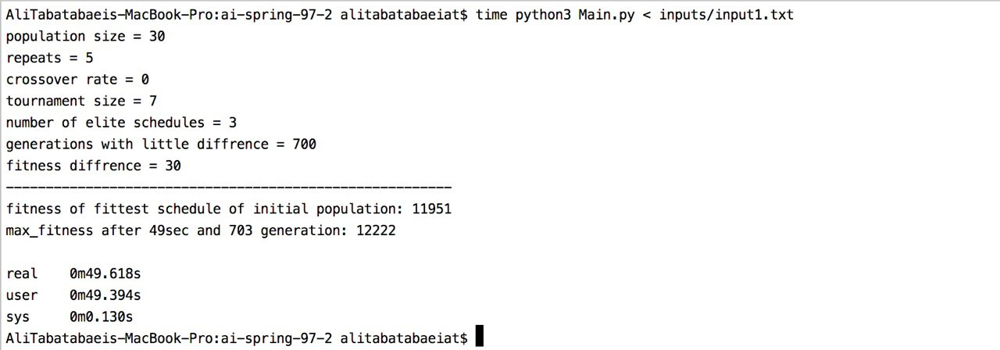 AliTabatabaeis-MacBook-Pro:ai-spring-97-2 alitabatabaeiat$ time python3 Main.py < inputs/input1.txt
population size = 30
repeats = 5
crossover rate = 0
tournament size = 7
number of elite schedules = 3
generations with little diffrence = 700
fitness diffrence = 30
--------------------------------------------------------
fitness of fittest schedule of initial population: 11951
max_fitness after 49sec and 703 generation: 12222

real    0m49.618s
user    0m49.394s
sys     0m0.130s
AliTabatabaeis-MacBook-Pro:ai-spring-97-2 alitabatabaeiat$